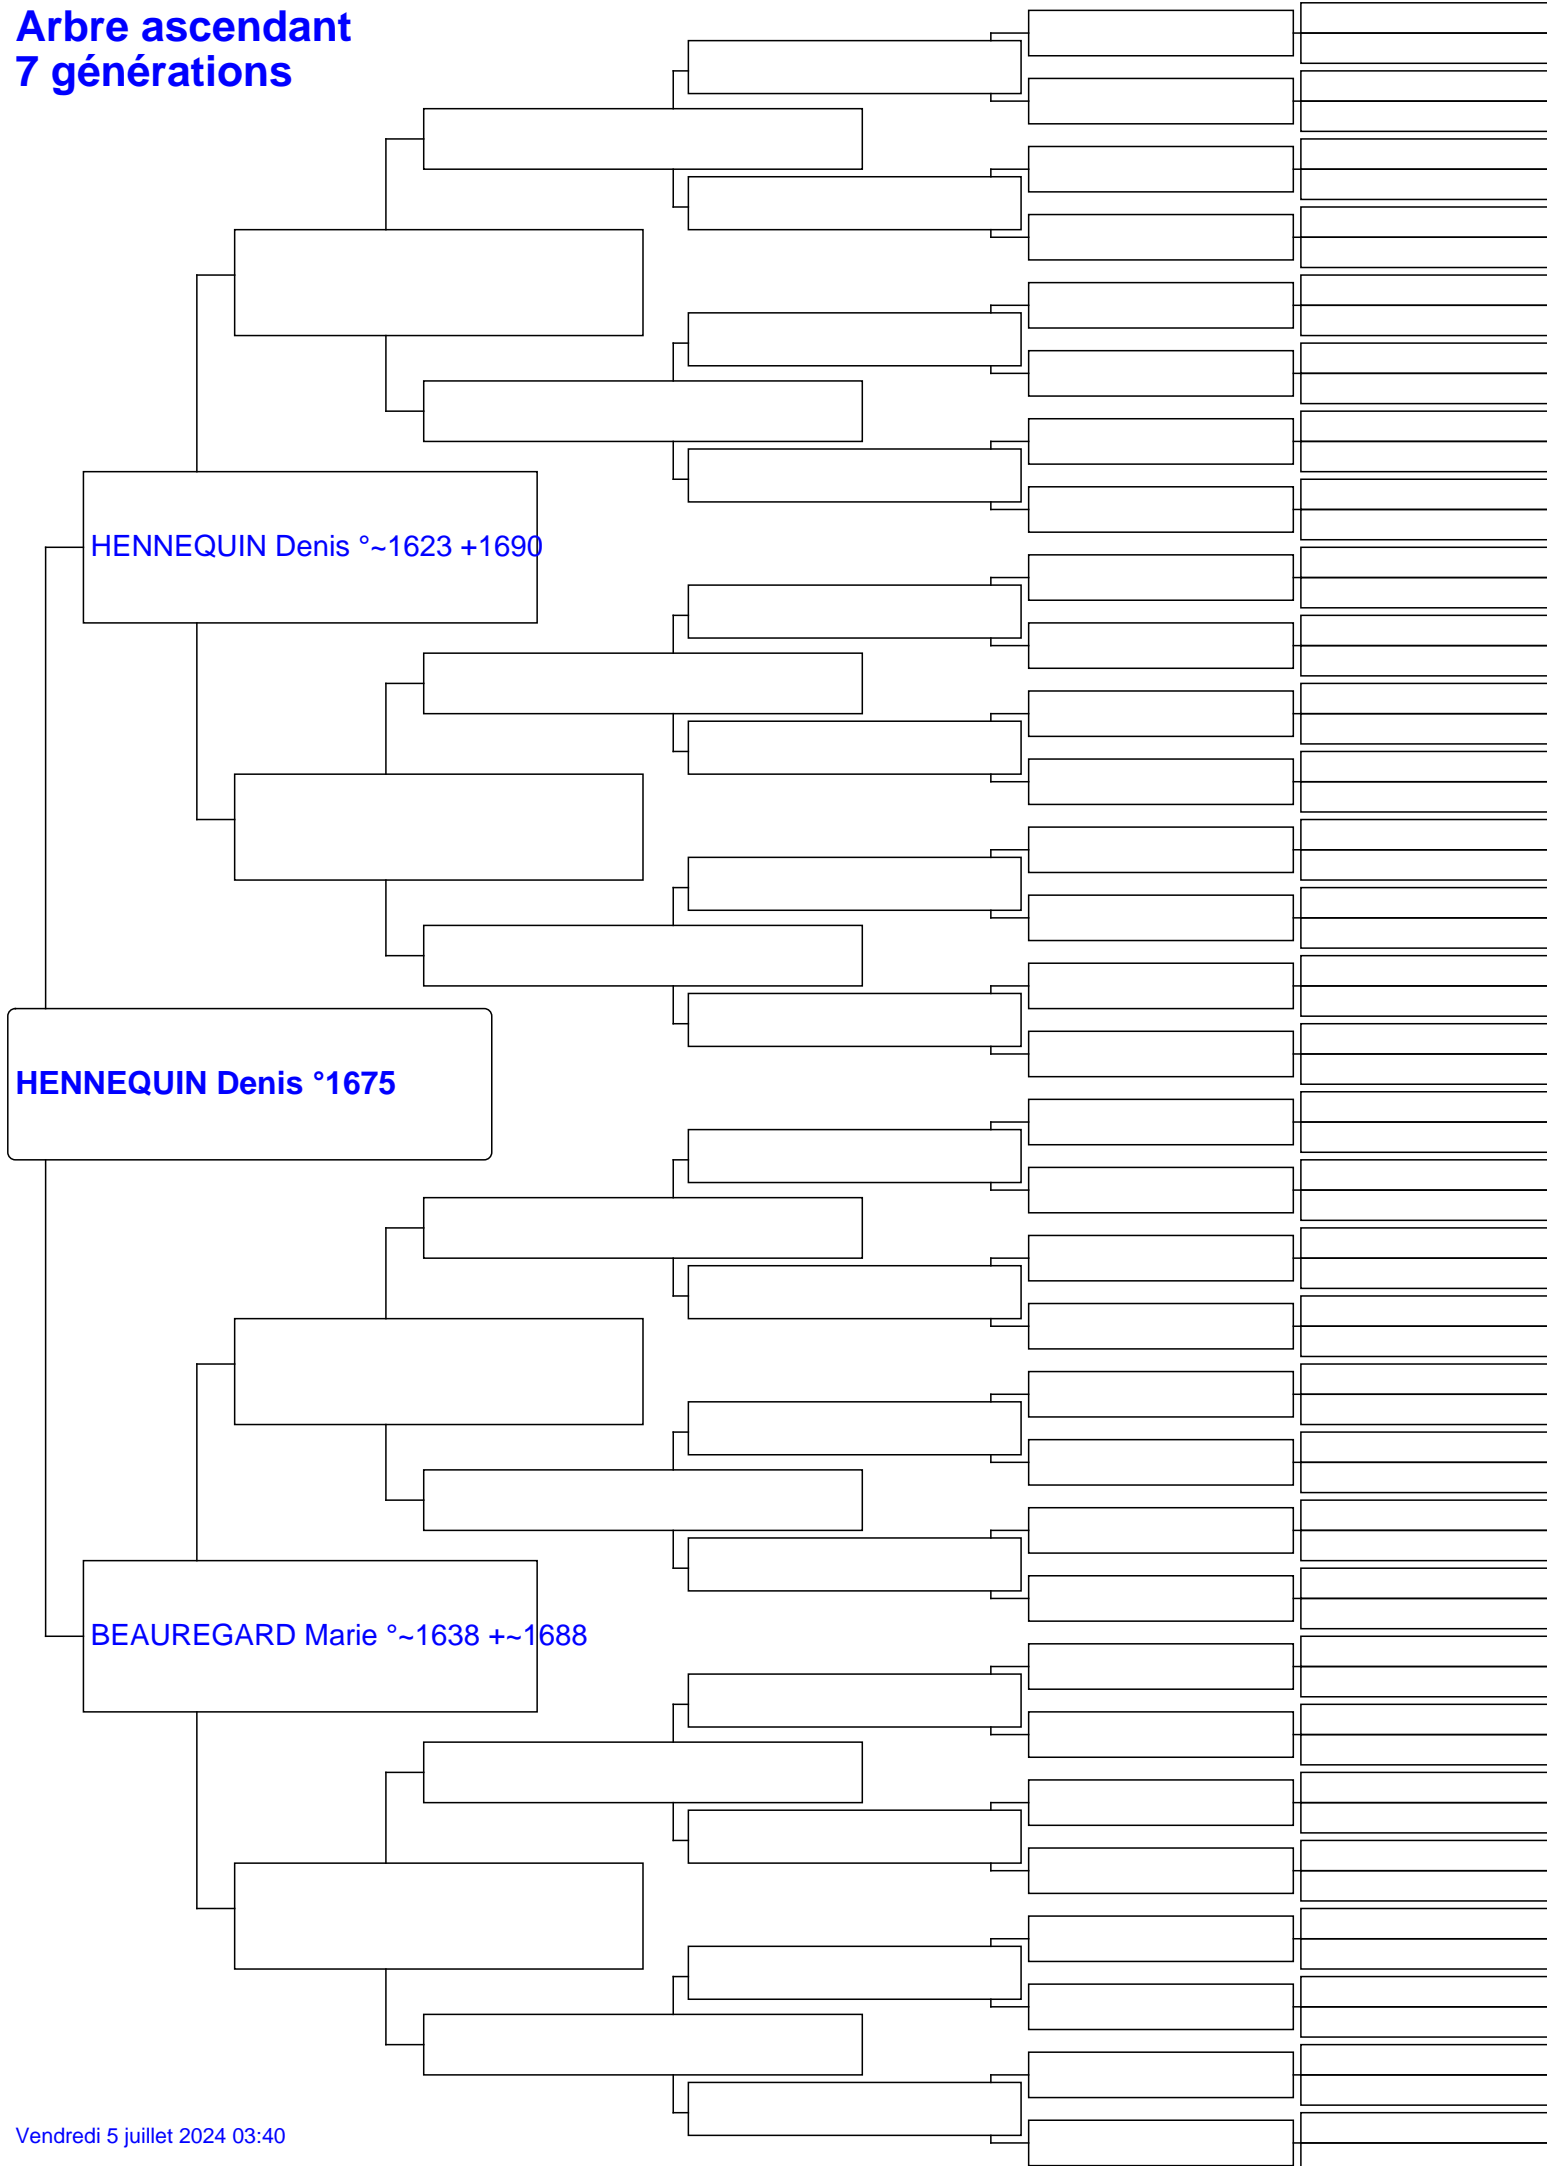 Arbre ascendant
7 générations
HENNEQUIN Denis °~1623 +1690
HENNEQUIN Denis °1675
BEAUREGARD Marie °~1638 +~1688
Vendredi 5 juillet 2024 03:40